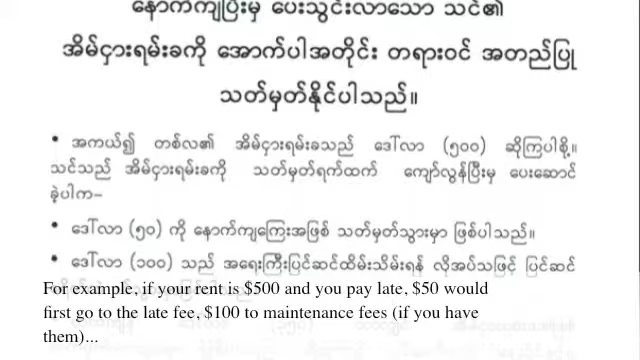 နောက်ကျပြီးမှ ပေးသွင်းလာသော သင်၏
အိမ်ငှားရမ်းခကို အောက်ပါအတိုင်း တရားဝင် အတည်ပြု
သတ်မှတ်နိုင်ပါသည်။
• အကယ်၍ တစ်လ၏ အိမ်ငှားရမ်းခသည် ဒေါ်လာ (၅၀၀) ဆိုကြပါစို့။
သင်သည် အိမ်ငှားရမ်းခကို သတ်မှတ်ရက်ထက် ကျော်လွန်ပြီးမှ ပေးဆောင်
ခဲ့ပါက–
• ဒေါ်လာ (၅၀) ကို နောက်ကျကြေးအဖြစ် သတ်မှတ်သွားမှာ ဖြစ်ပါသည်။
• ဒေါ်လာ (၁၀၀) သည် အရေးကြီးပြင်ဆင်ထိမ်းသိမ်းရန် လိုအပ်သဖြင့် ပြင်ဆင်
For example, if your rent is $500 and you pay late, $50 would
first go to the late fee, $100 to maintenance fees (if you have
them)...